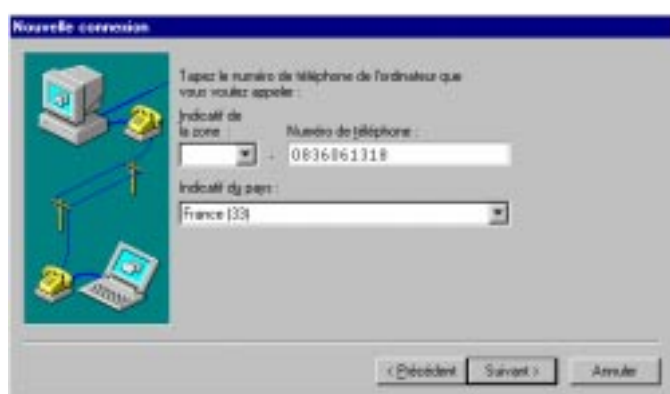 Nouvelle connexion
Tapez le numéro de téléphone de l'ordinateur que
vous voulez appeler :
Indicatif de
la zone : Numéro de téléphone :
- 0836061318
Indicatif du pays :
France (33)
< Précédent Suivant > Annuler